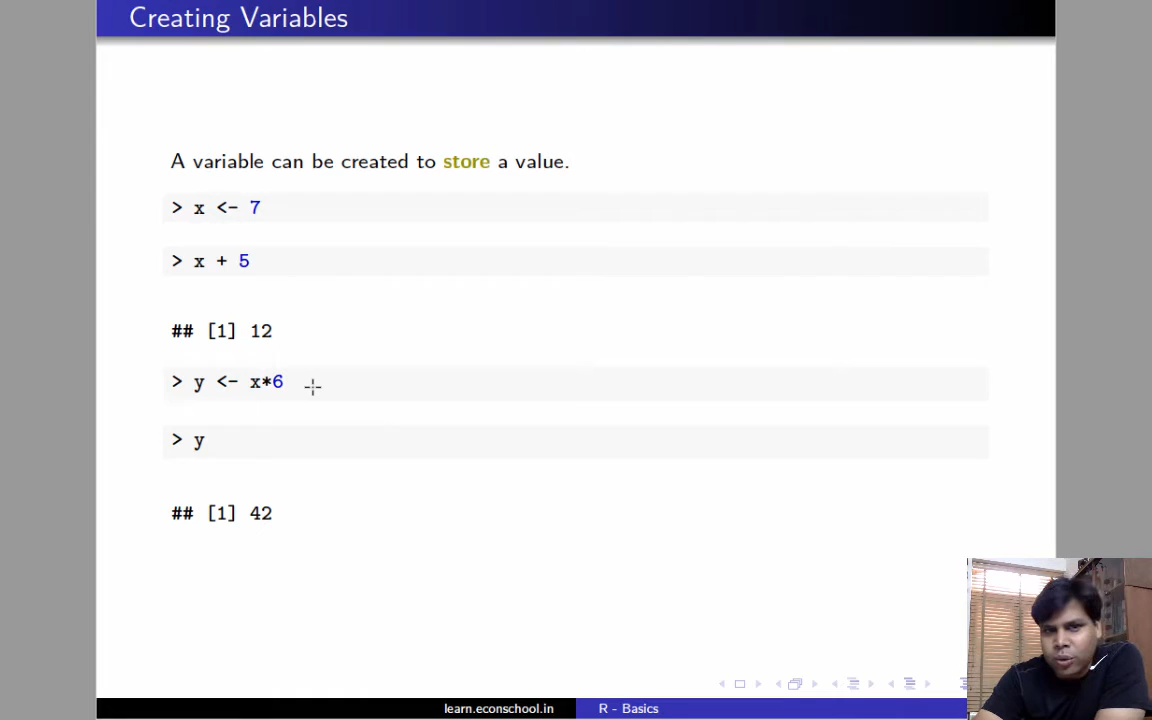 Creating Variables
A variable can be created to store a value.
> x <- 7
> x + 5
## [1] 12
> y <- x*6
> y
## [1] 42
learn.econschool.in R - Basics